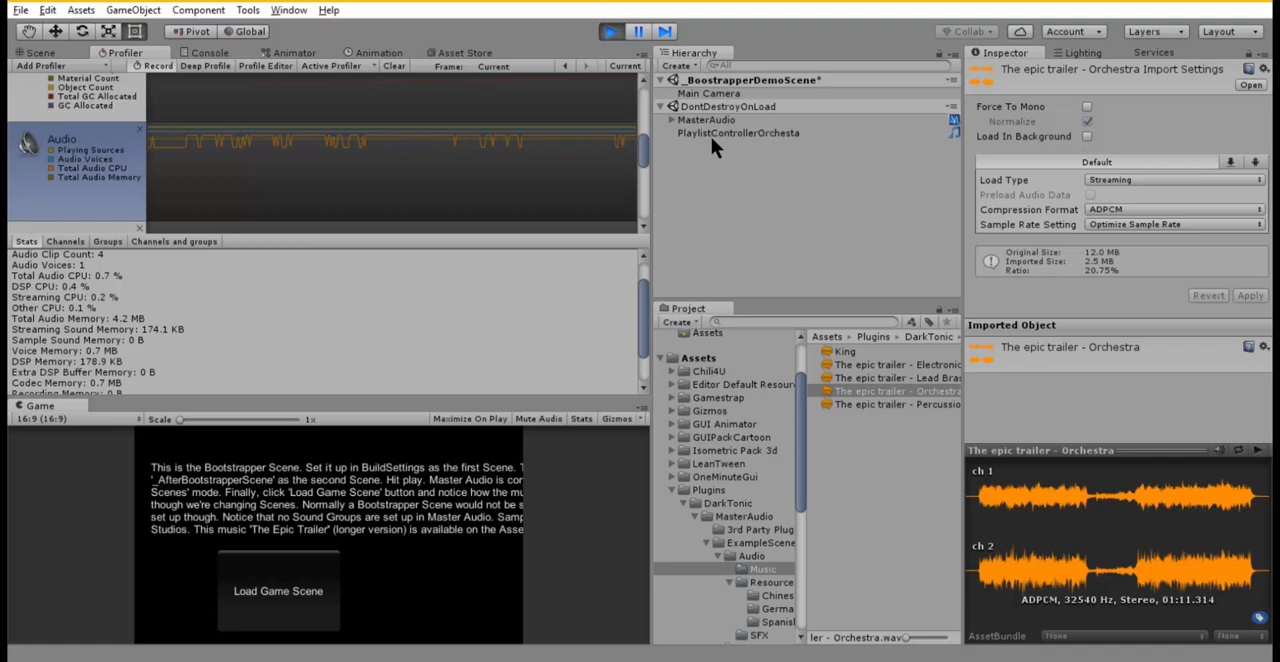 File Edit Assets GameObject Component Tools Window Help
Pivot Global Collab Account Layers Layout
Scene Profiler Console Animator Animation Asset Store
Add Profiler Record Deep Profile Profile Editor Active Profiler Clear Frame: Current Current
Material Count
Object Count
Total GC Allocated
GC Allocated
Audio
Playing Sources
Audio Voices
Total Audio CPU
Total Audio Memory
Stats Channels Groups Channels and groups
Audio Clip Count: 4
Audio Voices: 1
Total Audio CPU: 0.7 %
DSP CPU: 0.4 %
Streaming CPU: 0.2 %
Other CPU: 0.1 %
Total Audio Memory: 4.2 MB
Streaming Sound Memory: 174.1 KB
Sample Sound Memory: 0 B
Voice Memory: 0.7 MB
DSP Memory: 178.9 KB
Extra DSP Buffer Memory: 0 B
Codec Memory: 0.7 MB
Recording Memory: 0 B
Game
16:9 (16:9) Scale 1x Maximize On Play Mute Audio Stats Gizmos
This is the Bootstrapper Scene. Set it up in BuildSettings as the first Scene. T
'_AfterBootstrapperScene' as the second Scene. Hit play. Master Audio is con
Scenes' mode. Finally, click 'Load Game Scene' button and notice how the mu
though we're changing Scenes. Normally a Bootstrapper Scene would not be s
set up though. Notice that no Sound Groups are set up in Master Audio. Samp
Studios. This music 'The Epic Trailer' (longer version) is available on the Asse
Load Game Scene
Hierarchy
Create All
_BoostrapperDemoScene*
Main Camera
DontDestroyOnLoad
MasterAudio
PlaylistControllerOrchesta
Project
Create
Assets
Assets
Chili4U
Editor Default Resour
Gamestrap
Gizmos
GUI Animator
GUIPackCartoon
Isometric Pack 3d
LeanTween
OneMinuteGui
Plugins
DarkTonic
MasterAudio
3rd Party Plug
ExampleScene
Audio
Music
Resource
Chines
Germa
Spanis
SFX
Assets Plugins DarkTonic
King
The epic trailer - Electronic
The epic trailer - Lead Bras
The epic trailer - Orchestra
The epic trailer - Percussio
ler - Orchestra.wav
Inspector Lighting Services
The epic trailer - Orchestra Import Settings
Open
Force To Mono
Normalize
Load In Background
Default
Load Type Streaming
Preload Audio Data
Compression Format ADPCM
Sample Rate Setting Optimize Sample Rate
Original Size: 12.0 MB
Imported Size: 2.5 MB
Ratio: 20.75%
Revert Apply
Imported Object
The epic trailer - Orchestra
The epic trailer - Orchestra
ch 1
ch 2
ADPCM, 32540 Hz, Stereo, 01:11.314
AssetBundle None None